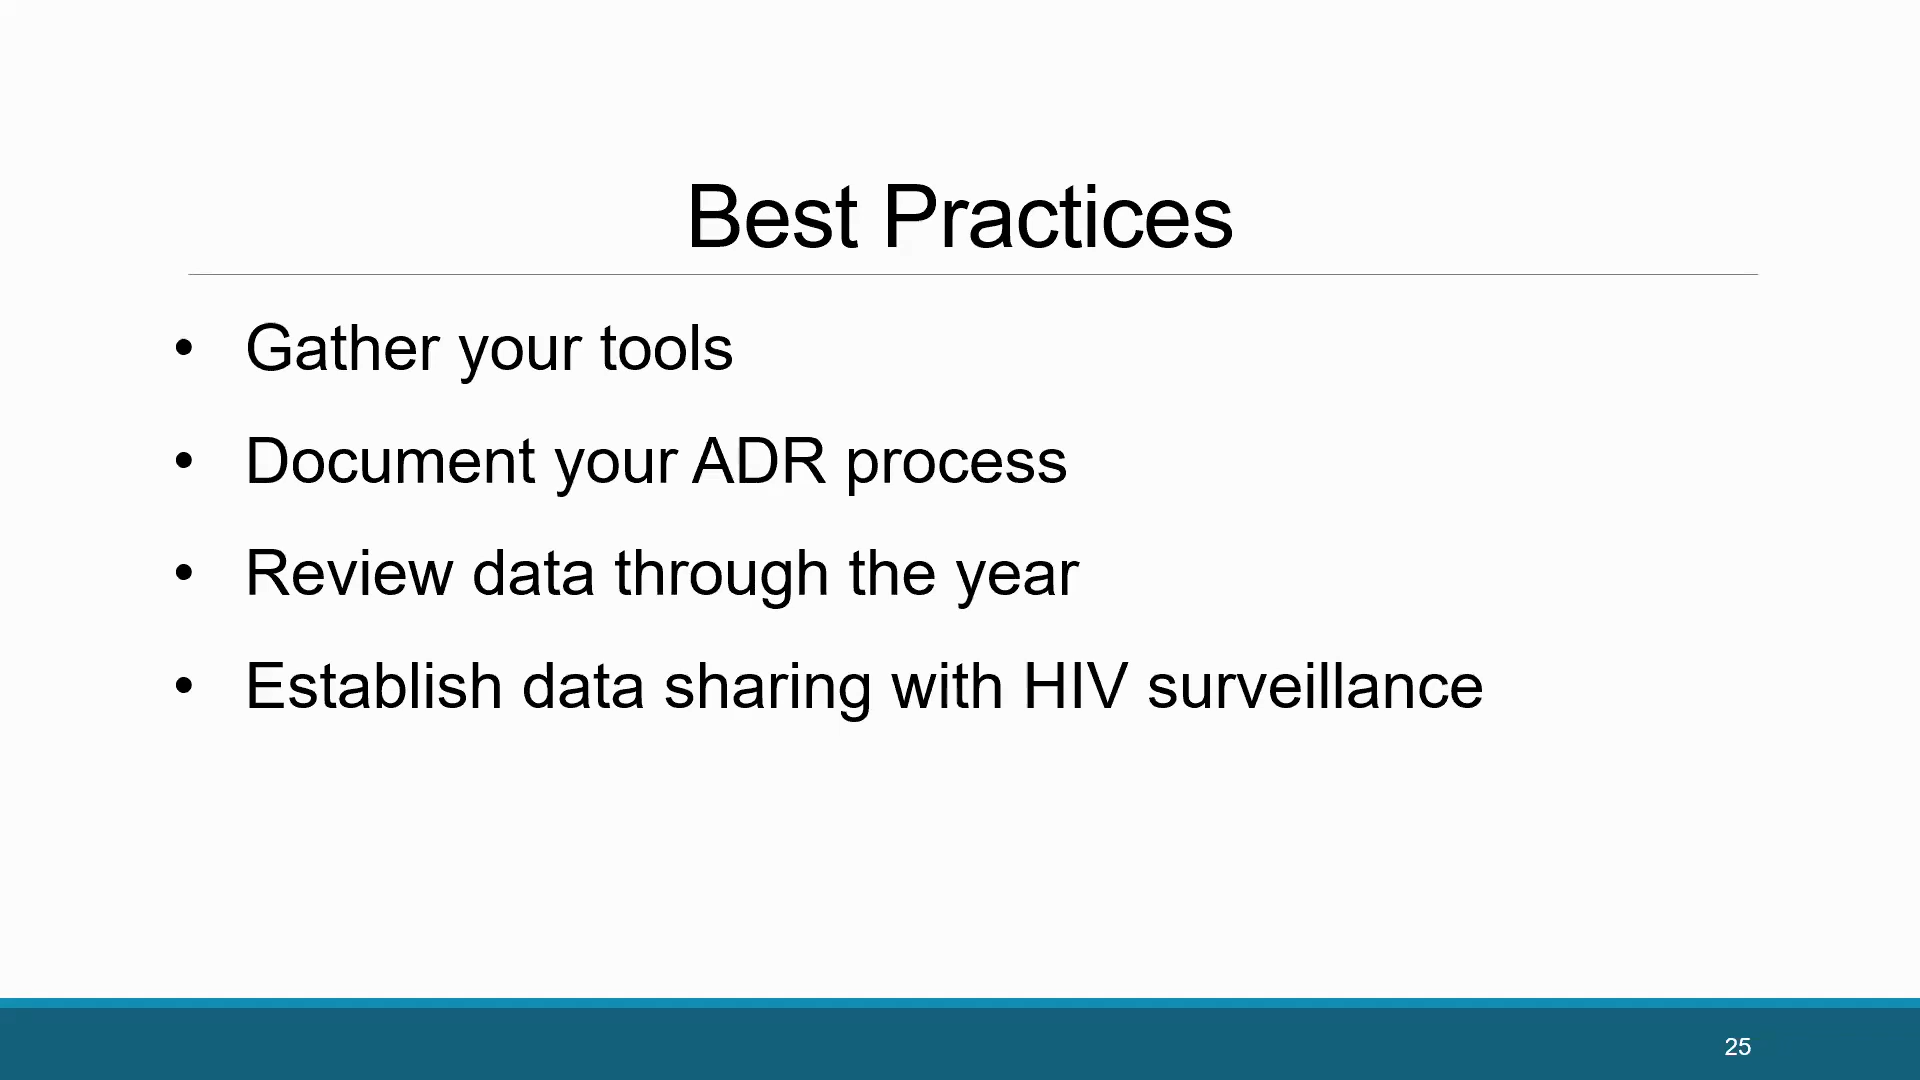 Best Practices
• Gather your tools
• Document your ADR process
• Review data through the year
• Establish data sharing with HIV surveillance
25